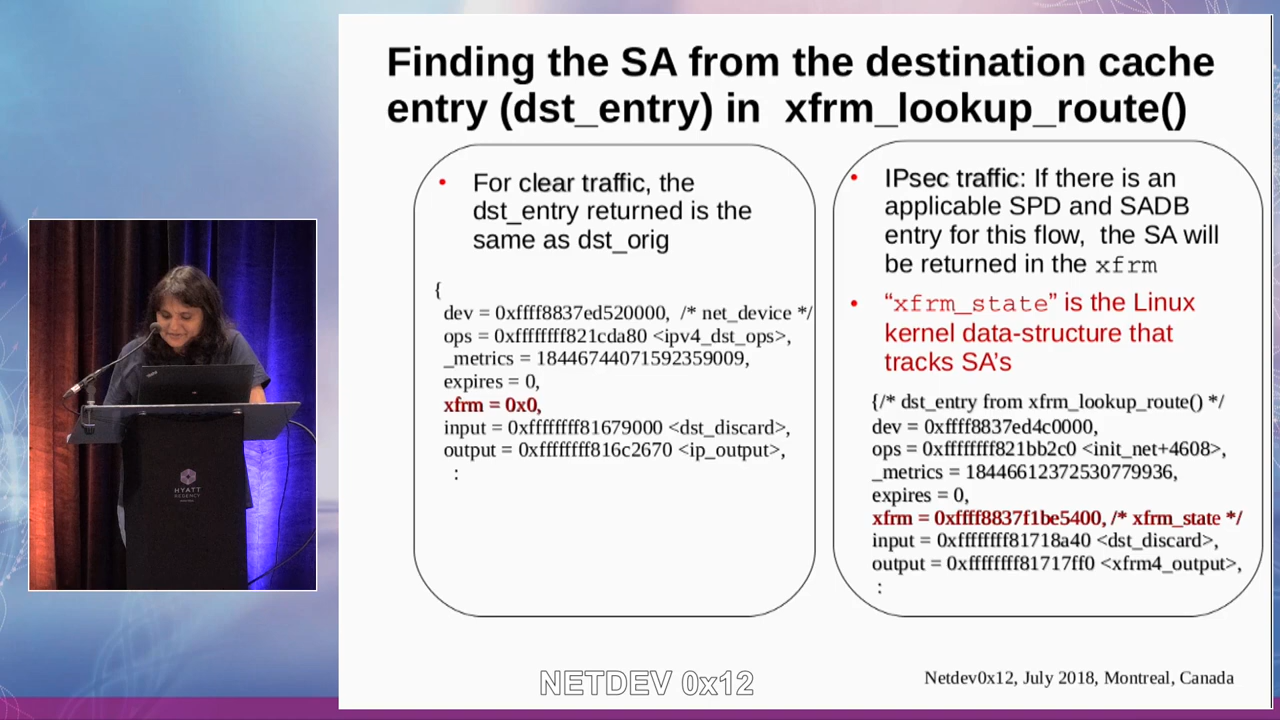 Finding the SA from the destination cache
entry (dst_entry) in xfrm_lookup_route()
• For clear traffic, the
dst_entry returned is the
same as dst_orig
{
dev = 0xffff8837ed520000, /* net_device */
ops = 0xffffffff821cda80 <ipv4_dst_ops>,
_metrics = 18446744071592359009,
expires = 0,
xfrm = 0x0,
input = 0xffffffff81679000 <dst_discard>,
output = 0xffffffff816c2670 <ip_output>,
:
• IPsec traffic: If there is an
applicable SPD and SADB
entry for this flow, the SA will
be returned in the xfrm
• “xfrm_state” is the Linux
kernel data-structure that
tracks SA’s
{/* dst_entry from xfrm_lookup_route() */
dev = 0xffff8837ed4c0000,
ops = 0xffffffff821bb2c0 <init_net+4608>,
_metrics = 18446612372530779936,
expires = 0,
xfrm = 0xffff8837f1be5400, /* xfrm_state */
input = 0xffffffff81718a40 <dst_discard>,
output = 0xffffffff81717ff0 <xfrm4_output>,
:
HYATT
REGENCY
NETDEV 0x12
Netdev0x12, July 2018, Montreal, Canada